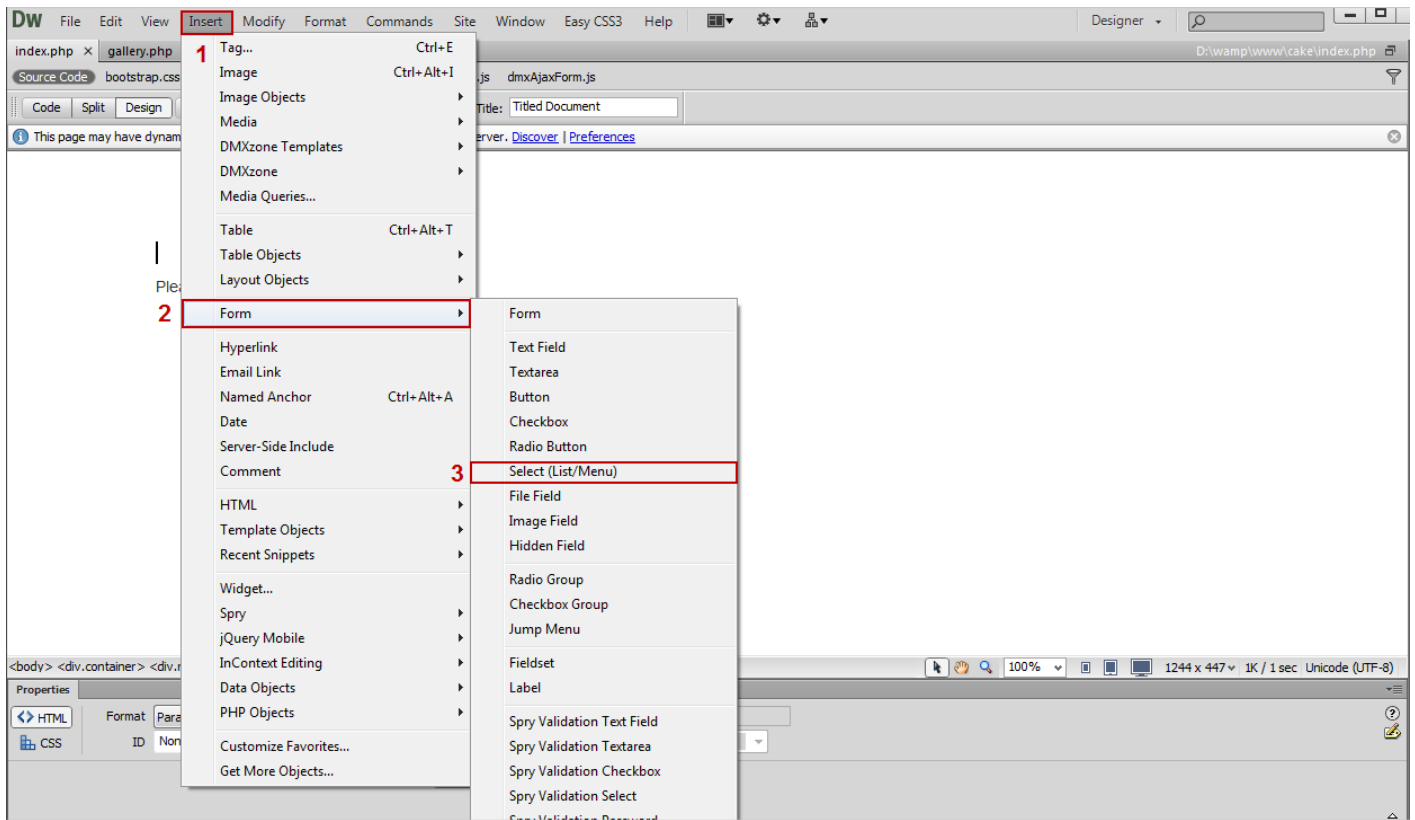 DW File Edit View Insert Modify Format Commands Site Window Easy CSS3 Help Designer
index.php × gallery.php D:\wamp\www\cake\index.php
Source Code bootstrap.css .js dmxAjaxForm.js
Code Split Design Title: Titled Document
This page may have dynam erver. Discover | Preferences
1
Tag... Ctrl+E
Image Ctrl+Alt+I
Image Objects
Media
DMXzone Templates
DMXzone
Media Queries...
Table Ctrl+Alt+T
Table Objects
Layout Objects
Plea
2 Form
Hyperlink
Email Link
Named Anchor Ctrl+Alt+A
Date
Server-Side Include
Comment
HTML
Template Objects
Recent Snippets
Widget...
Spry
jQuery Mobile
InContext Editing
Data Objects
PHP Objects
Customize Favorites...
Get More Objects...
Form
Text Field
Textarea
Button
Checkbox
Radio Button
3 Select (List/Menu)
File Field
Image Field
Hidden Field
Radio Group
Checkbox Group
Jump Menu
Fieldset
Label
Spry Validation Text Field
Spry Validation Textarea
Spry Validation Checkbox
Spry Validation Select
Spry Validation Password
<body> <div.container> <div.r 100% 1244 x 447 1K / 1 sec Unicode (UTF-8)
Properties
<> HTML Format Para
CSS ID Non